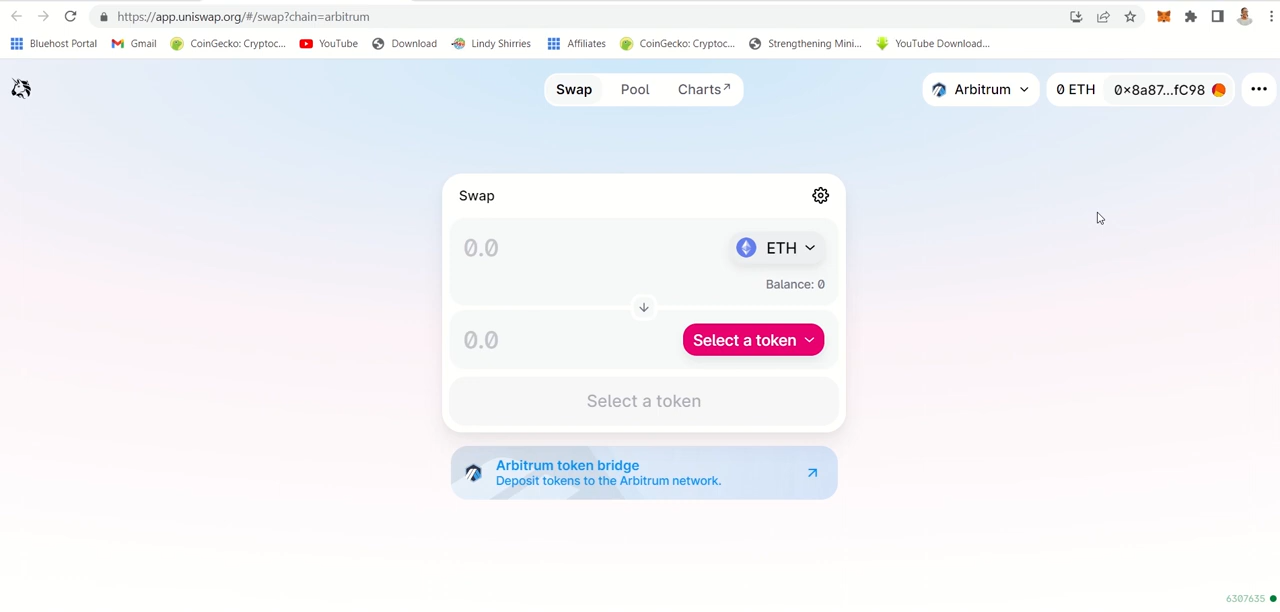 https://app.uniswap.org/#/swap?chain=arbitrum
Bluehost Portal Gmail CoinGecko: Cryptoc... YouTube Download Lindy Shirries Affiliates CoinGecko: Cryptoc... Strengthening Mini... YouTube Download...
Swap Pool Charts↗ Arbitrum 0 ETH 0x8a87...fC98 •••
Swap
0.0 ETH
Balance: 0
0.0 Select a token
Select a token
Arbitrum token bridge
Deposit tokens to the Arbitrum network.
6307635